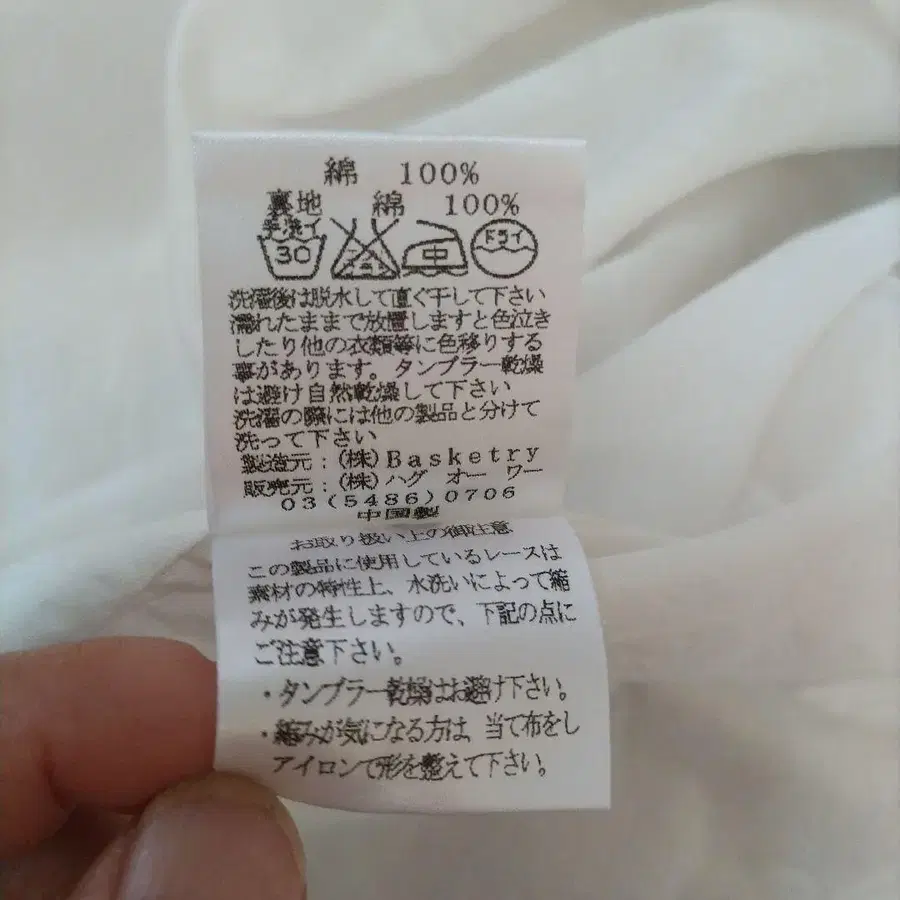 綿 100%
裏地 綿 100%
手洗イ
30
エンソサラシ
中
ドライ
洗濯後は脱水して直ぐ干して下さい
濡れたままで放置しますと色泣き
したり他の衣類等に色移りする
事があります。タンブラー乾燥
は避け自然乾燥して下さい
洗濯の際には他の製品と分けて
洗って下さい
製造元:(株)Basketry
販売元:(株)ハグ オー ワー
03(5486)0706
中国製
お取り扱い上の御注意
この製品に使用しているレースは
素材の特性上、水洗いによって縮
みが発生しますので、下記の点に
ご注意下さい。
・タンブラー乾燥はお避け下さい。
・縮みが気になる方は、当て布をし
アイロンで形を整えて下さい。